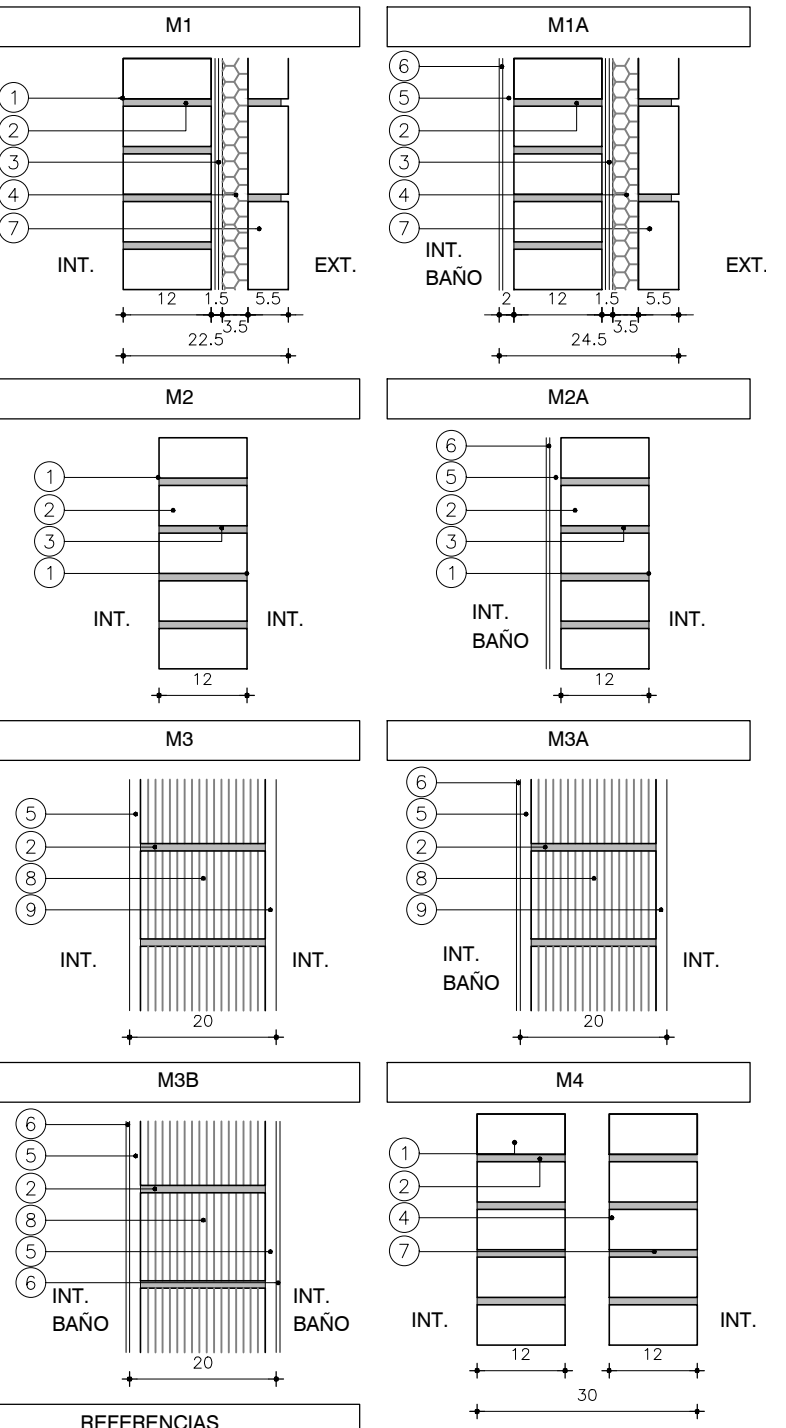 M1
1
2
3
4
7
INT.
EXT.
12 1.5 5.5
3.5
22.5
M1A
6
5
2
3
4
7
INT.
BAÑO
EXT.
2 12 1.5 5.5
3.5
24.5
M2
1
2
3
1
INT.
INT.
12
M2A
6
5
2
3
1
INT.
BAÑO
INT.
12
M3
5
2
8
9
INT.
INT.
20
M3A
6
5
2
8
9
INT.
BAÑO
INT.
20
M3B
6
5
2
8
5
6
INT.
BAÑO
INT.
BAÑO
20
M4
1
2
4
7
INT.
INT.
12 12
30
REFERENCIAS